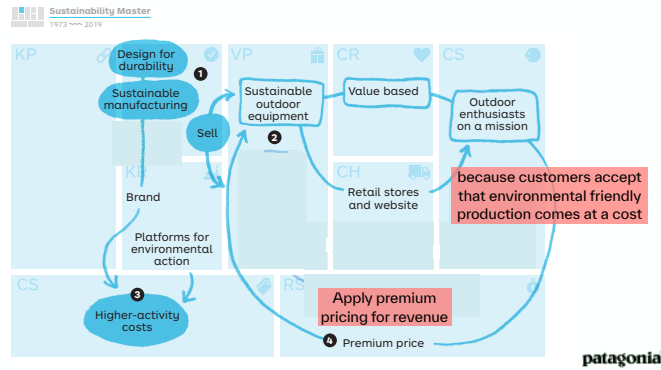 Sustainability Master
1973 ~~~ 2019
KP
Design for
durability
Sustainable
manufacturing
1
VP
CR
CS
Sustainable
outdoor
equipment
Value based
Outdoor
enthusiasts
on a mission
Sell
2
KR
CH
because customers accept
that environmental friendly
production comes at a cost
Brand
Retail stores
and website
Platforms for
environmental
action
CS
RS
3
Higher-activity
costs
Apply premium
pricing for revenue
4
Premium price
patagonia